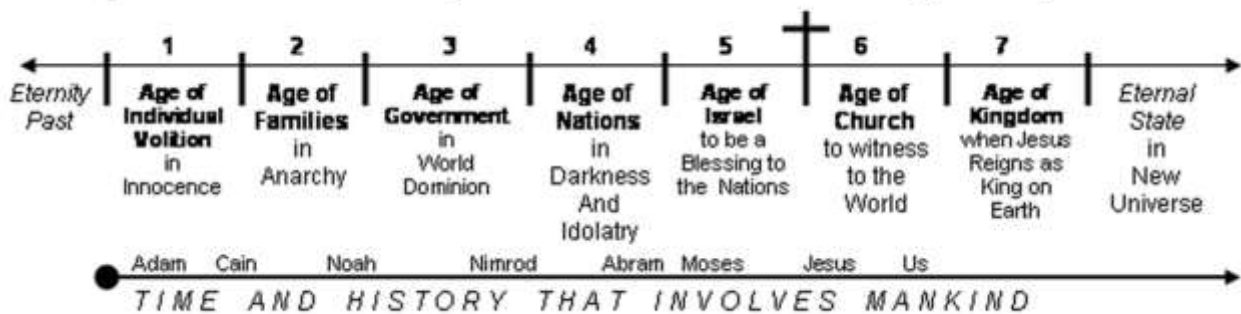 1 2 3 4 5 6 7
Eternity
Past
Age of
Individual
Volition
in
Innocence
Age of
Families
in
Anarchy
Age of
Government
in
World
Dominion
Age of
Nations
in
Darkness
And
Idolatry
Age of
Israel
to be a
Blessing to
the Nations
Age of
Church
to witness
to the
World
Age of
Kingdom
when Jesus
Reigns as
King on
Earth
Eternal
State
in
New
Universe
Adam Cain Noah Nimrod Abram Moses Jesus Us
TIME AND HISTORY THAT INVOLVES MANKIND